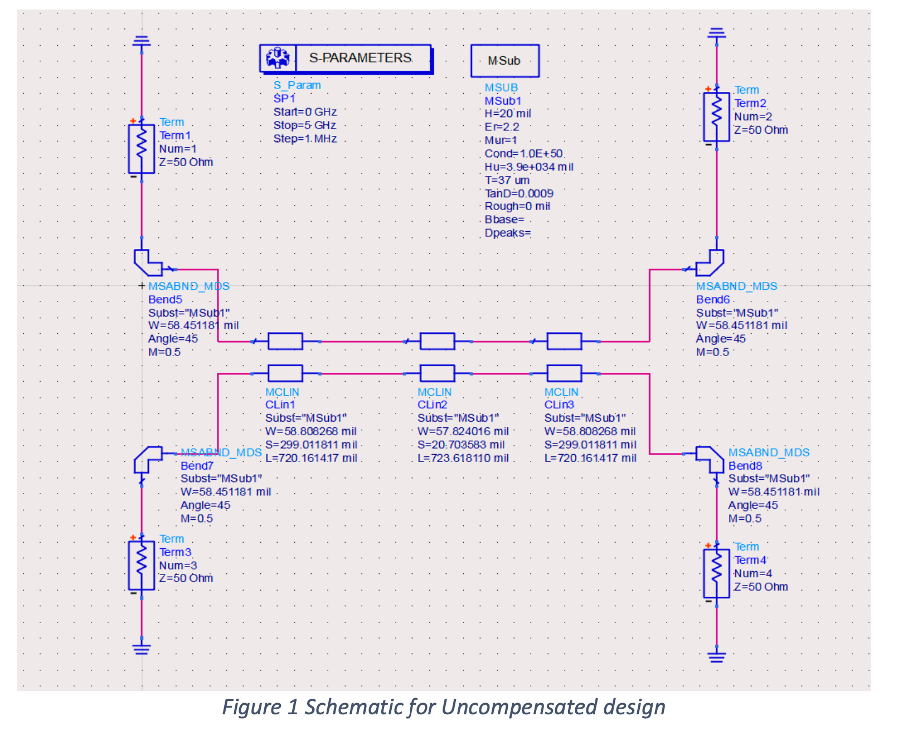 S-PARAMETERS
S_Param
SP1
Start=0 GHz
Stop=5 GHz
Step=1 MHz
MSub
MSUB
MSub1
H=20 mil
Er=2.2
Mur=1
Cond=1.0E+50
Hu=3.9e+034 mil
T=37 um
TanD=0.0009
Rough=0 mil
Bbase=
Dpeaks=
Term
Term1
Num=1
Z=50 Ohm
Term
Term2
Num=2
Z=50 Ohm
MSABND_MDS
Bend5
Subst="MSub1"
W=58.451181 mil
Angle=45
M=0.5
MSABND_MDS
Bend6
Subst="MSub1"
W=58.451181 mil
Angle=45
M=0.5
MCLIN
CLin1
Subst="MSub1"
W=58.808268 mil
S=299.011811 mil
L=720.161417 mil
MCLIN
CLin2
Subst="MSub1"
W=57.824016 mil
S=20.703583 mil
L=723.618110 mil
MCLIN
CLin3
Subst="MSub1"
W=58.808268 mil
S=299.011811 mil
L=720.161417 mil
MSABND_MDS
Bend7
Subst="MSub1"
W=58.451181 mil
Angle=45
M=0.5
MSABND_MDS
Bend8
Subst="MSub1"
W=58.451181 mil
Angle=45
M=0.5
Term
Term3
Num=3
Z=50 Ohm
Term
Term4
Num=4
Z=50 Ohm
Figure 1 Schematic for Uncompensated design